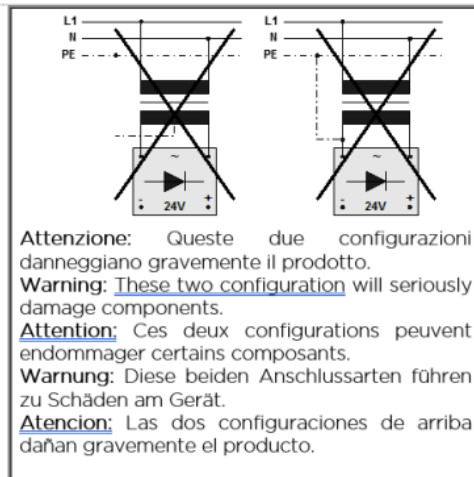 L1 L1
N N
PE PE
~ ~
- 24V + - 24V +
Attenzione: Queste due configurazioni
danneggiano gravemente il prodotto.
Warning: These two configuration will seriously
damage components.
Attention: Ces deux configurations peuvent
endommager certains composants.
Warnung: Diese beiden Anschlussarten führen
zu Schäden am Gerät.
Atencion: Las dos configuraciones de arriba
dañan gravemente el producto.